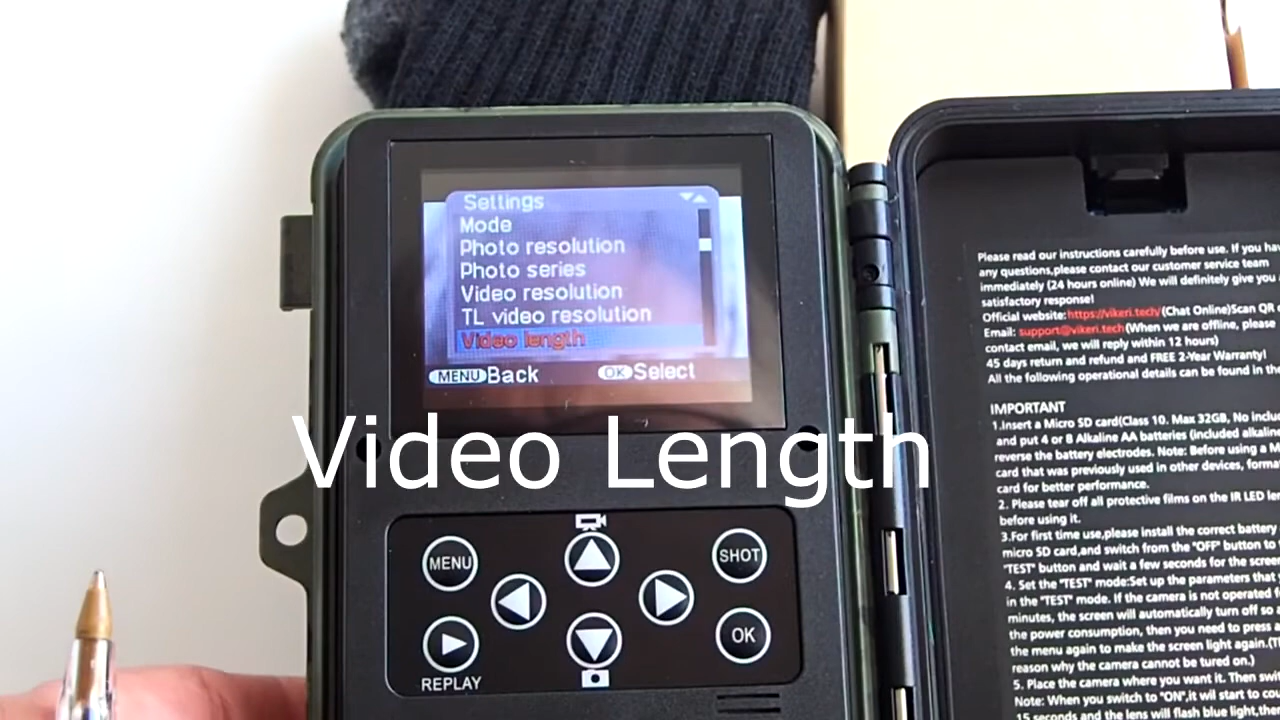 Settings
Mode
Photo resolution
Photo series
Video resolution
TL video resolution
Video length
MENU Back OK Select
Video Length
MENU
SHOT
OK
REPLAY
Please read our instructions carefully before use. If you
any questions,please contact our customer service team
immediately (24 hours online) We will definitely give you
satisfactory response!
Official website: https://vikeri.tech/ (Chat Online)Scan QR
Email: support@vikeri.tech (When we are offline, please
contact email, we will reply within 12 hours)
45 days return and refund and FREE 2-Year Warranty!
All the following operational details can be found in the
IMPORTANT
1.Insert a Micro SD card(Class 10. Max 32GB, No
and put 4 or 8 Alkaline AA batteries (included
reverse the battery electrodes. Note: Before using a
card that was previously used in other devices,
card for better performance.
2. Please tear off all protective films on the IR LED
before using it.
3.For first time use,please install the correct battery
micro SD card,and switch from the "OFF" button to
"TEST" button and wait a few seconds for the
4. Set the "TEST" mode:Set up the parameters that
in the "TEST" mode. If the camera is not operated
minutes, the screen will automatically turn off so
the power consumption, then you need to press
the menu again to make the screen light again.
reason why the camera cannot be turned on.)
5. Place the camera where you want it. Then
Note: When you switch to "ON",it will start to
15 seconds and the lens will flash blue light,